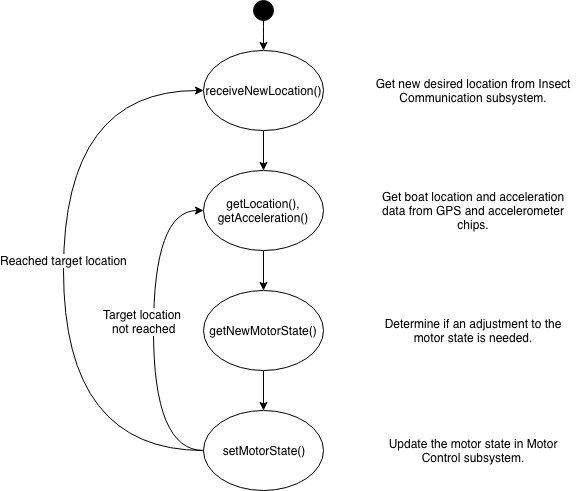 receiveNewLocation()
Get new desired location from Insect
Communication subsystem.
getLocation(),
getAcceleration()
Get boat location and acceleration
data from GPS and accelerometer
chips.
Reached target location
Target location
not reached
getNewMotorState()
Determine if an adjustment to the
motor state is needed.
setMotorState()
Update the motor state in Motor
Control subsystem.